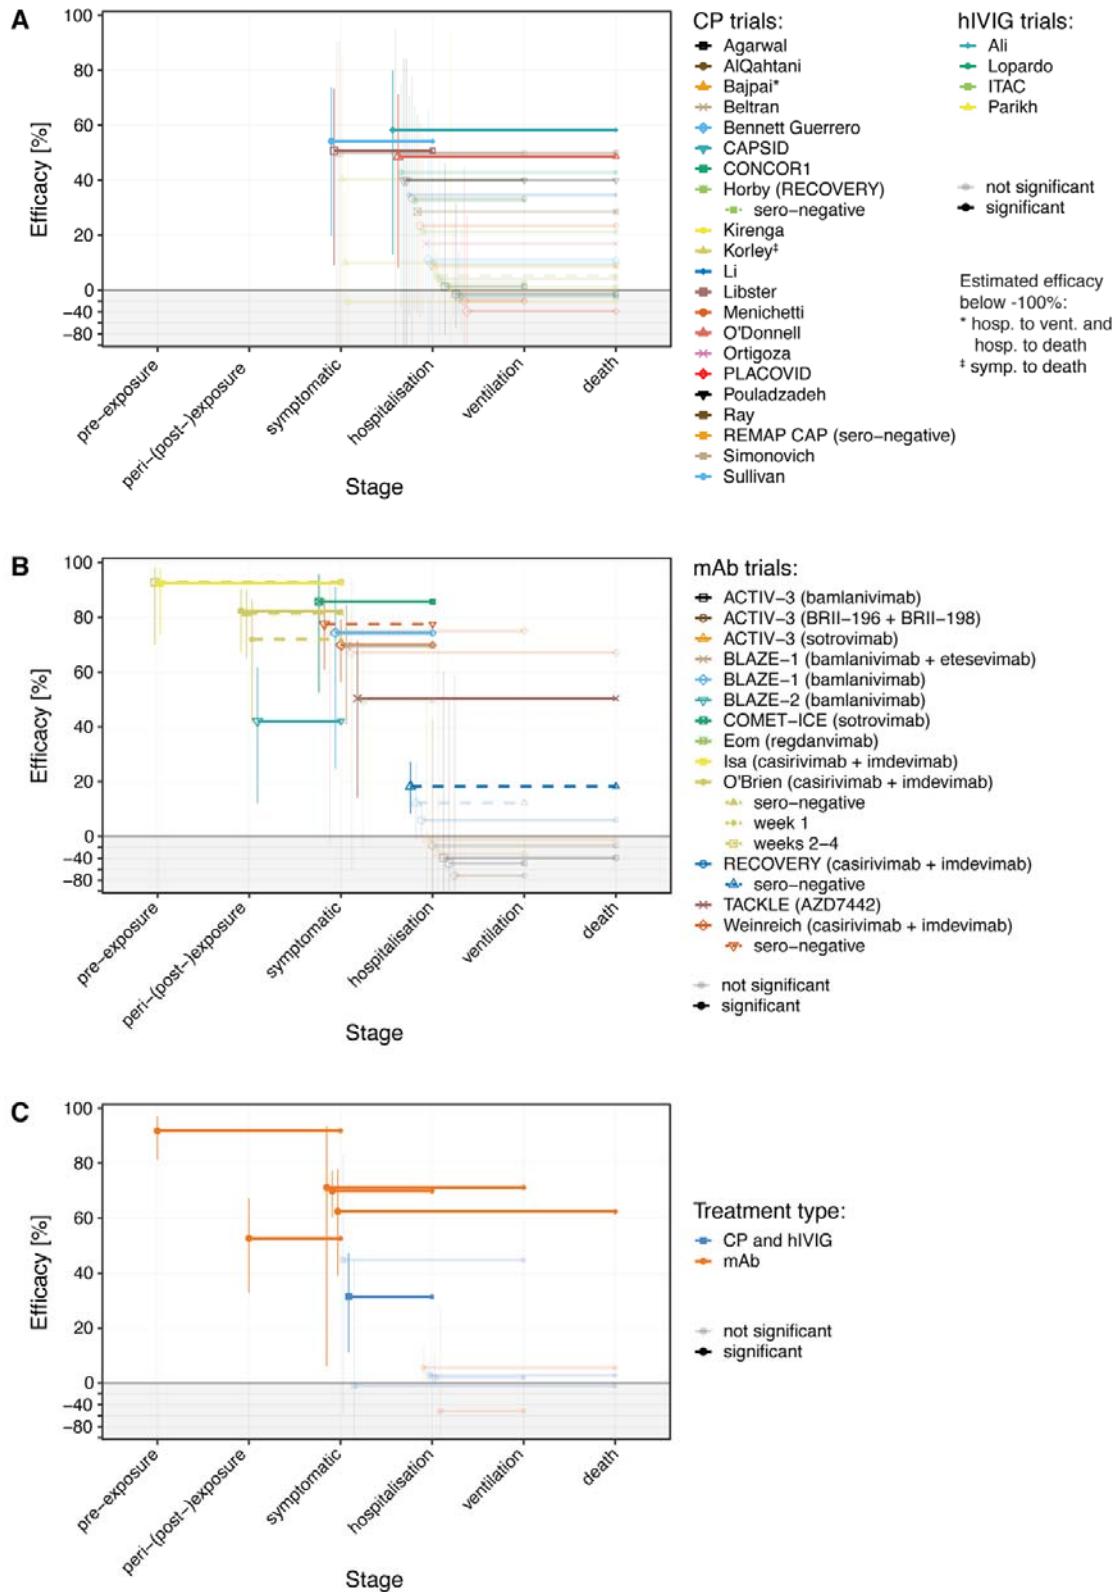 A
Efficacy [%]
100
80
60
40
20
0
−40
−80
pre−exposure
peri−(post−)exposure
symptomatic
hospitalisation
ventilation
death
Stage
CP trials:
Agarwal
AlQahtani
Bajpai*
Beltran
Bennett Guerrero
CAPSID
CONCOR1
Horby (RECOVERY)
sero−negative
Kirenga
Korley‡
Li
Libster
Menichetti
O'Donnell
Ortigoza
PLACOVID
Pouladzadeh
Ray
REMAP CAP (sero−negative)
Simonovich
Sullivan
hIVIG trials:
Ali
Lopardo
ITAC
Parikh
not significant
significant
Estimated efficacy
below -100%:
* hosp. to vent. and
hosp. to death
‡ symp. to death
B
Efficacy [%]
100
80
60
40
20
0
−40
−80
pre−exposure
peri−(post−)exposure
symptomatic
hospitalisation
ventilation
death
Stage
mAb trials:
ACTIV−3 (bamlanivimab)
ACTIV−3 (BRII−196 + BRII−198)
ACTIV−3 (sotrovimab)
BLAZE−1 (bamlanivimab + etesevimab)
BLAZE−1 (bamlanivimab)
BLAZE−2 (bamlanivimab)
COMET−ICE (sotrovimab)
Eom (regdanvimab)
Isa (casirivimab + imdevimab)
O'Brien (casirivimab + imdevimab)
sero−negative
week 1
weeks 2−4
RECOVERY (casirivimab + imdevimab)
sero−negative
TACKLE (AZD7442)
Weinreich (casirivimab + imdevimab)
sero−negative
not significant
significant
C
Efficacy [%]
100
80
60
40
20
0
−40
−80
pre−exposure
peri−(post−)exposure
symptomatic
hospitalisation
ventilation
death
Stage
Treatment type:
CP and hIVIG
mAb
not significant
significant